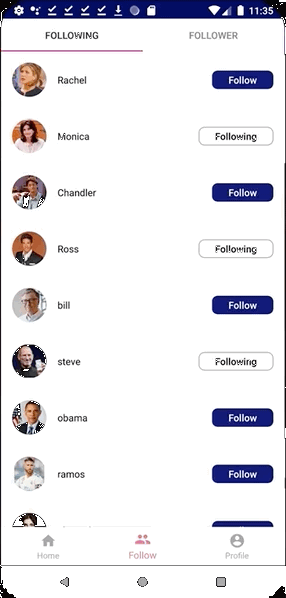 11:35
FOLLOWING FOLLOWER
Rachel Follow
Monica Following
Chandler Follow
Ross Following
bill Follow
steve Following
obama Follow
ramos Follow
Home Follow Profile